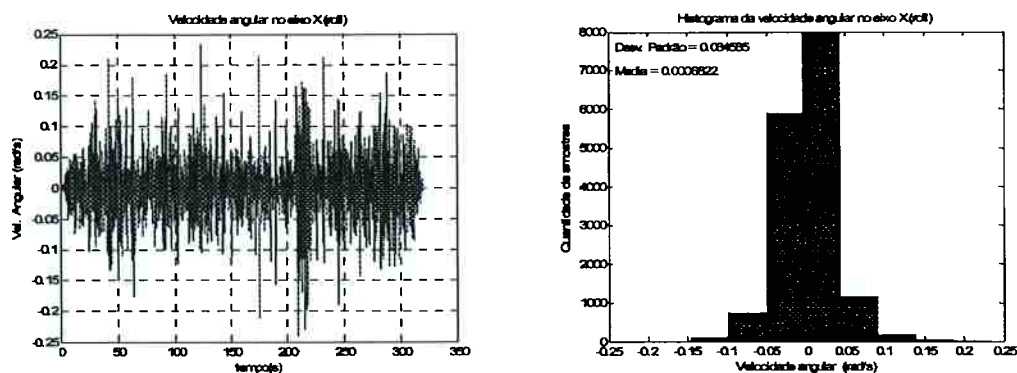 Velocidade angular no eixo X(roll)
0.25
0.2
0.15
0.1
0.05
0
-0.05
-0.1
-0.15
-0.2
-0.25
Vel. Angular (rad/s)
0 50 100 150 200 250 300 350
tempo(s)
Histograma da velocidade angular no eixo X(roll)
Desv. Padrão = 0.034585
Media = 0.0006822
8000
7000
6000
5000
4000
3000
2000
1000
0
Quantidade de amostras
-0.25 -0.2 -0.15 -0.1 -0.05 0 0.05 0.1 0.15 0.2 0.25
Velocidade angular (rad/s)